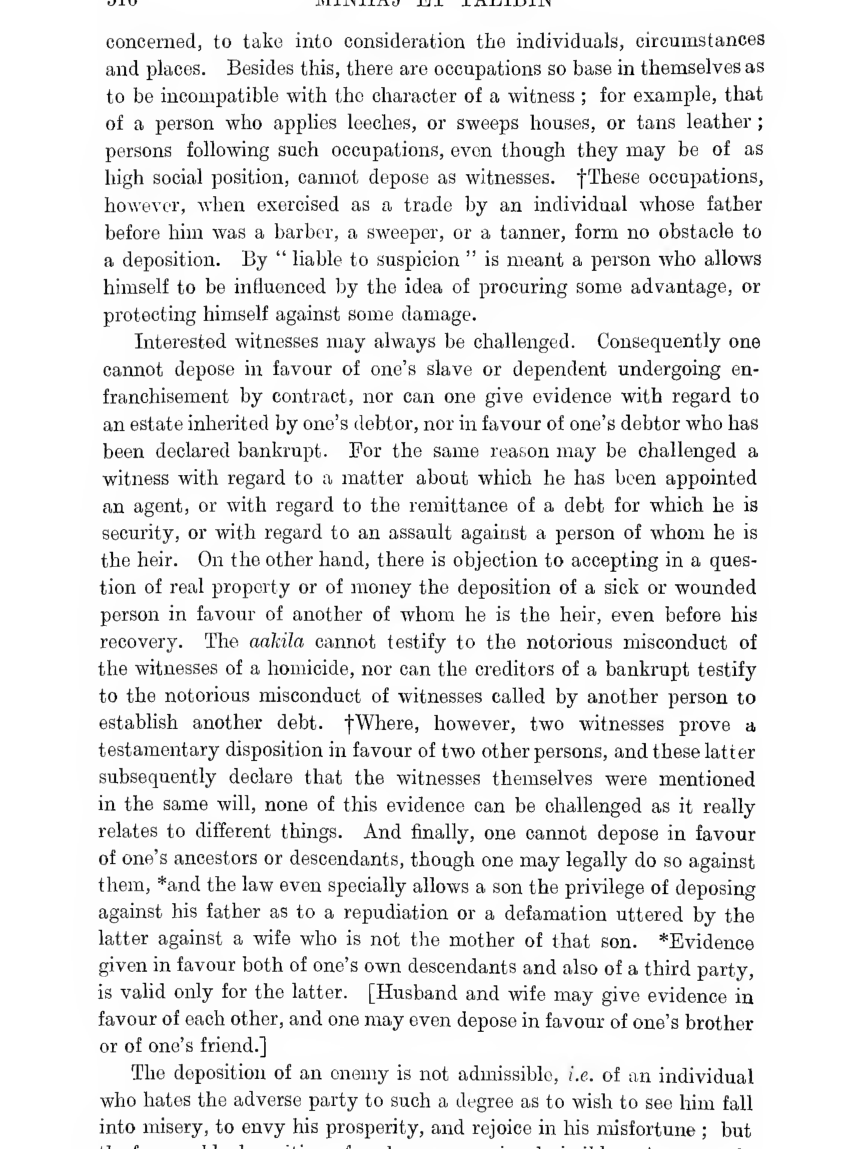 MINHAJ ET TALIBIN
concerned, to take into consideration the individuals, circumstances
and places. Besides this, there are occupations so base in themselves as
to be incompatible with the character of a witness ; for example, that
of a person who applies leeches, or sweeps houses, or tans leather ;
persons following such occupations, even though they may be of as
high social position, cannot depose as witnesses. †These occupations,
however, when exercised as a trade by an individual whose father
before him was a barber, a sweeper, or a tanner, form no obstacle to
a deposition. By “ liable to suspicion ” is meant a person who allows
himself to be influenced by the idea of procuring some advantage, or
protecting himself against some damage.
Interested witnesses may always be challenged. Consequently one
cannot depose in favour of one’s slave or dependent undergoing en-
franchisement by contract, nor can one give evidence with regard to
an estate inherited by one’s debtor, nor in favour of one’s debtor who has
been declared bankrupt. For the same reason may be challenged a
witness with regard to a matter about which he has been appointed
an agent, or with regard to the remittance of a debt for which he is
security, or with regard to an assault against a person of whom he is
the heir. On the other hand, there is objection to accepting in a ques-
tion of real property or of money the deposition of a sick or wounded
person in favour of another of whom he is the heir, even before his
recovery. The aakila cannot testify to the notorious misconduct of
the witnesses of a homicide, nor can the creditors of a bankrupt testify
to the notorious misconduct of witnesses called by another person to
establish another debt. †Where, however, two witnesses prove a
testamentary disposition in favour of two other persons, and these latter
subsequently declare that the witnesses themselves were mentioned
in the same will, none of this evidence can be challenged as it really
relates to different things. And finally, one cannot depose in favour
of one’s ancestors or descendants, though one may legally do so against
them, *and the law even specially allows a son the privilege of deposing
against his father as to a repudiation or a defamation uttered by the
latter against a wife who is not the mother of that son. *Evidence
given in favour both of one’s own descendants and also of a third party,
is valid only for the latter. [Husband and wife may give evidence in
favour of each other, and one may even depose in favour of one’s brother
or of one’s friend.]
The deposition of an enemy is not admissible, i.e. of an individual
who hates the adverse party to such a degree as to wish to see him fall
into misery, to envy his prosperity, and rejoice in his misfortune ; but